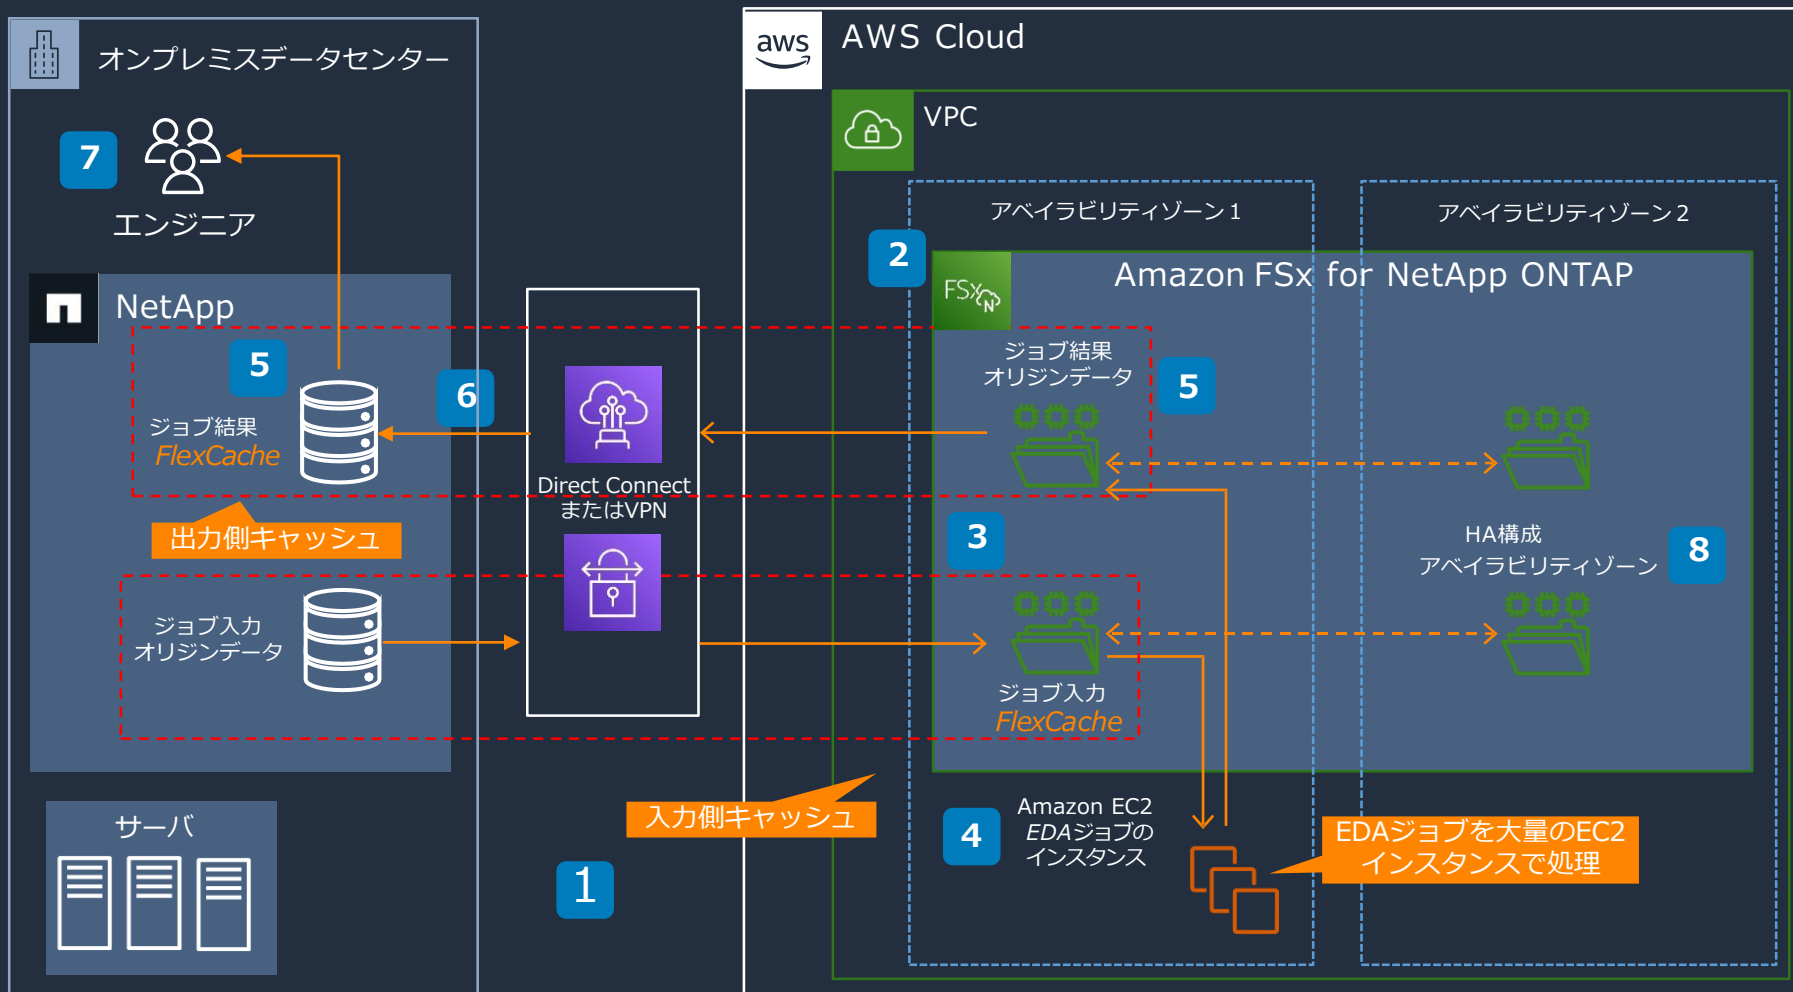 オンプレミスデータセンター
7
エンジニア
NetApp
5
6
ジョブ結果
FlexCache
出力側キャッシュ
ジョブ入力
オリジンデータ
サーバ
Direct Connect
またはVPN
1
aws
AWS Cloud
VPC
アベイラビリティゾーン 1
アベイラビリティゾーン 2
2
FSx
N
Amazon FSx for NetApp ONTAP
ジョブ結果
オリジンデータ
5
3
HA構成
アベイラビリティゾーン
8
ジョブ入力
FlexCache
入力側キャッシュ
4
Amazon EC2
EDAジョブの
インスタンス
EDAジョブを大量のEC2
インスタンスで処理